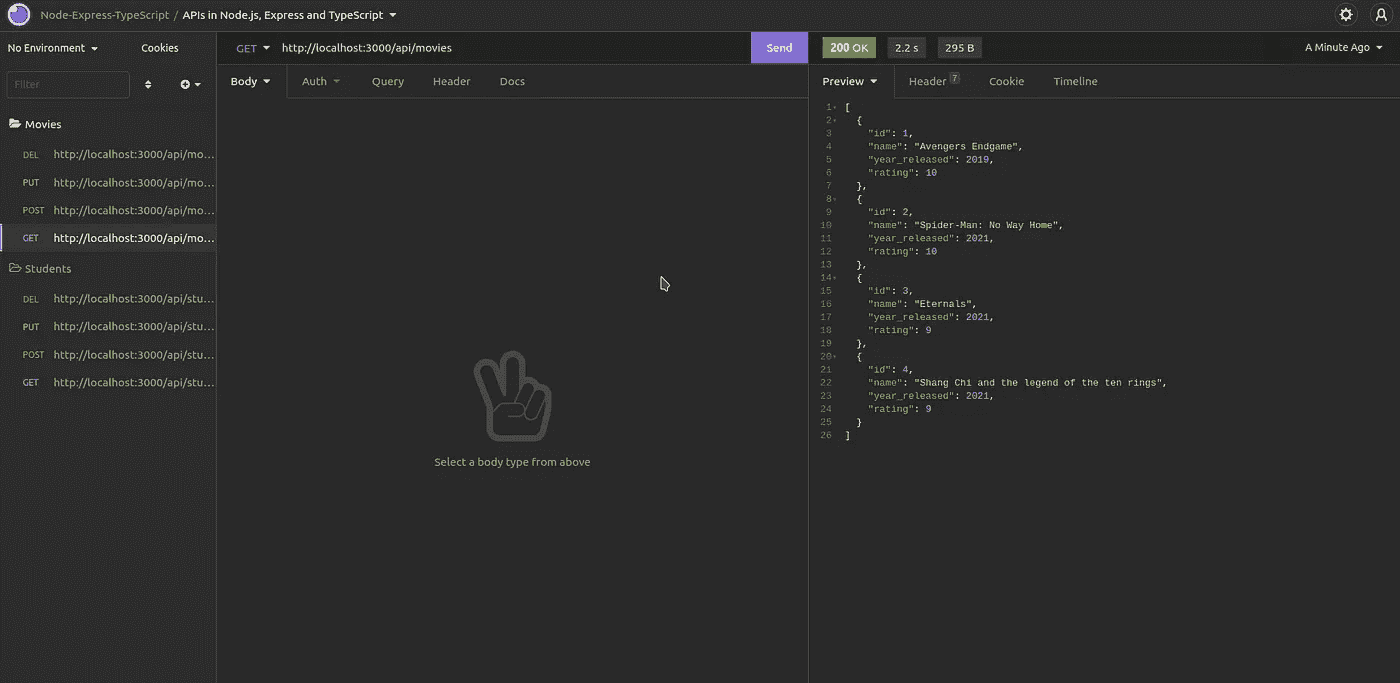 Node-Express-TypeScript / APIs in Node.js, Express and TypeScript
No Environment
Cookies
Filter
Movies
DEL http://localhost:3000/api/mo...
PUT http://localhost:3000/api/mo...
POST http://localhost:3000/api/mo...
GET http://localhost:3000/api/mo...
Students
DEL http://localhost:3000/api/stu...
PUT http://localhost:3000/api/stu...
POST http://localhost:3000/api/stu...
GET http://localhost:3000/api/stu...
GET http://localhost:3000/api/movies Send
Body Auth Query Header Docs
Select a body type from above
200 OK 2.2 s 295 B A Minute Ago
Preview Header 7 Cookie Timeline
1 [
2 {
3 "id": 1,
4 "name": "Avengers Endgame",
5 "year_released": 2019,
6 "rating": 10
7 },
8 {
9 "id": 2,
10 "name": "Spider-Man: No Way Home",
11 "year_released": 2021,
12 "rating": 10
13 },
14 {
15 "id": 3,
16 "name": "Eternals",
17 "year_released": 2021,
18 "rating": 9
19 },
20 {
21 "id": 4,
22 "name": "Shang Chi and the legend of the ten rings",
23 "year_released": 2021,
24 "rating": 9
25 }
26 ]